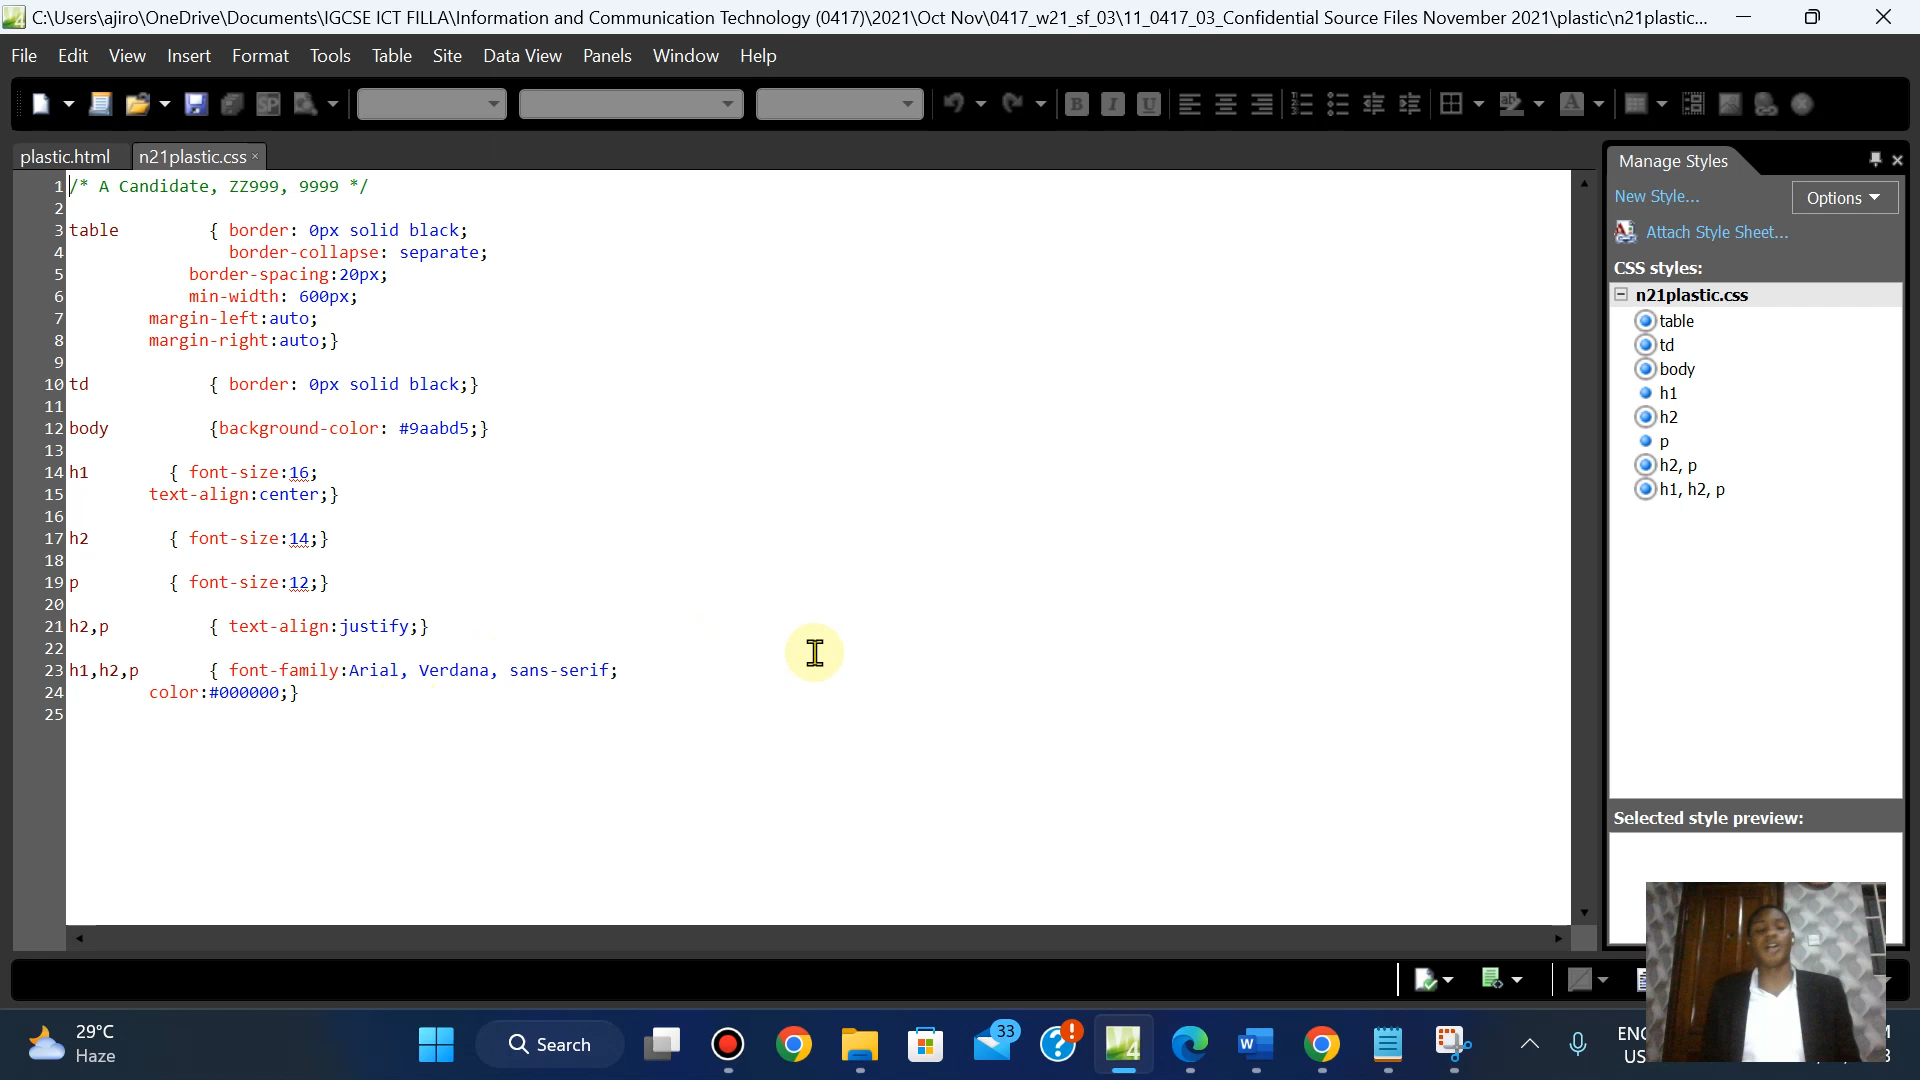 C:\Users\ajiro\OneDrive\Documents\IGCSE ICT FILLA\Information and Communication Technology (0417)\2021\Oct Nov\0417_w21_sf_03\11_0417_03_Confidential Source Files November 2021\plastic\n21plastic...
File Edit View Insert Format Tools Table Site Data View Panels Window Help
plastic.html n21plastic.css ×
1 /* A Candidate, ZZ999, 9999 */
2
3 table { border: 0px solid black;
4 border-collapse: separate;
5 border-spacing:20px;
6 min-width: 600px;
7 margin-left:auto;
8 margin-right:auto;}
9
10 td { border: 0px solid black;}
11
12 body {background-color: #9aabd5;}
13
14 h1 { font-size:16;
15 text-align:center;}
16
17 h2 { font-size:14;}
18
19 p { font-size:12;}
20
21 h2,p { text-align:justify;}
22
23 h1,h2,p { font-family:Arial, Verdana, sans-serif;
24 color:#000000;}
25
Manage Styles
New Style... Options
Attach Style Sheet...
CSS styles:
n21plastic.css
table
td
body
h1
h2
p
h2, p
h1, h2, p
Selected style preview:
29°C
Haze
Search
33
ENG
US